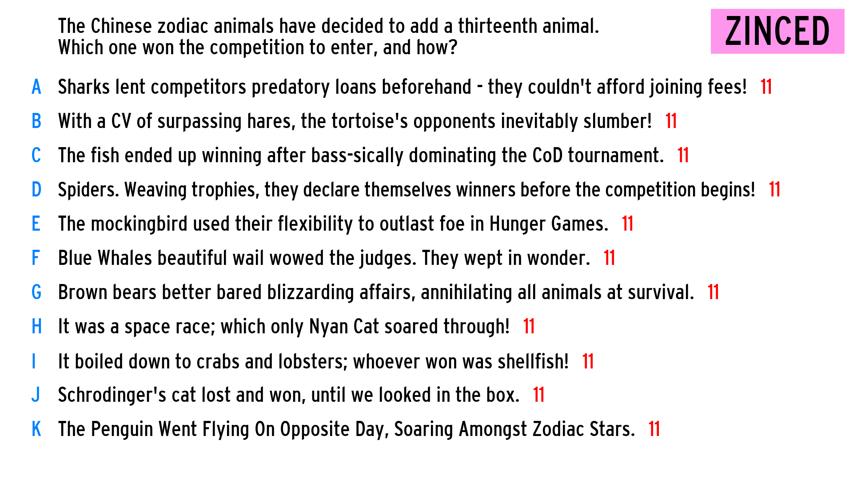 The Chinese zodiac animals have decided to add a thirteenth animal.
Which one won the competition to enter, and how?
ZINCED
A Sharks lent competitors predatory loans beforehand - they couldn't afford joining fees! 11
B With a CV of surpassing hares, the tortoise's opponents inevitably slumber! 11
C The fish ended up winning after bass-sically dominating the CoD tournament. 11
D Spiders. Weaving trophies, they declare themselves winners before the competition begins! 11
E The mockingbird used their flexibility to outlast foe in Hunger Games. 11
F Blue Whales beautiful wail wowed the judges. They wept in wonder. 11
G Brown bears better bared blizzarding affairs, annihilating all animals at survival. 11
H It was a space race; which only Nyan Cat soared through! 11
I It boiled down to crabs and lobsters; whoever won was shellfish! 11
J Schrodinger's cat lost and won, until we looked in the box. 11
K The Penguin Went Flying On Opposite Day, Soaring Amongst Zodiac Stars. 11